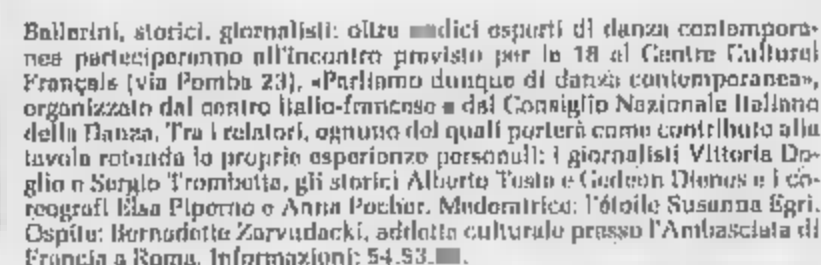 Ballerini, storici, giornalisti: oltre esperti di danza contempora-
nea parteciperanno all'incontro previsto per le 18 al Centre Culturel
Français (via Pomba 23), «Parliamo dunque di danza contemporanea»,
organizzato dal centro italo-francese e dal Consiglio Nazionale Italiano
della Danza. Tra i relatori, ognuno dei quali porterà come contributo alla
tavola rotonda le proprie esperienze personali: i giornalisti Vittoria Do-
glio e Sergio Trombetta, gli storici Alberto Testa e Gedeon Dienes e i co-
reografi Elsa Piperno e Anna Moderatrice: l'étoile Susanna Egri.
Ospite: Bernadette addetta culturale presso l'Ambasciata di
Francia a Roma. Informazioni: 54.93.